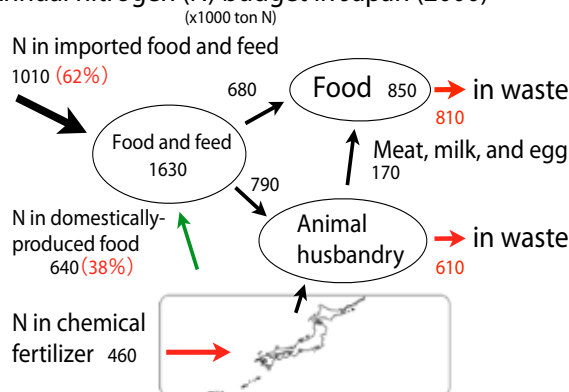 (x1000 ton N)
N in imported food and feed
1010 (62%)
680
Food 850
in waste
810
Food and feed
1630
Meat, milk, and egg
170
790
N in domestically-
produced food
640(38%)
Animal
husbandry
in waste
610
N in chemical
fertilizer 460